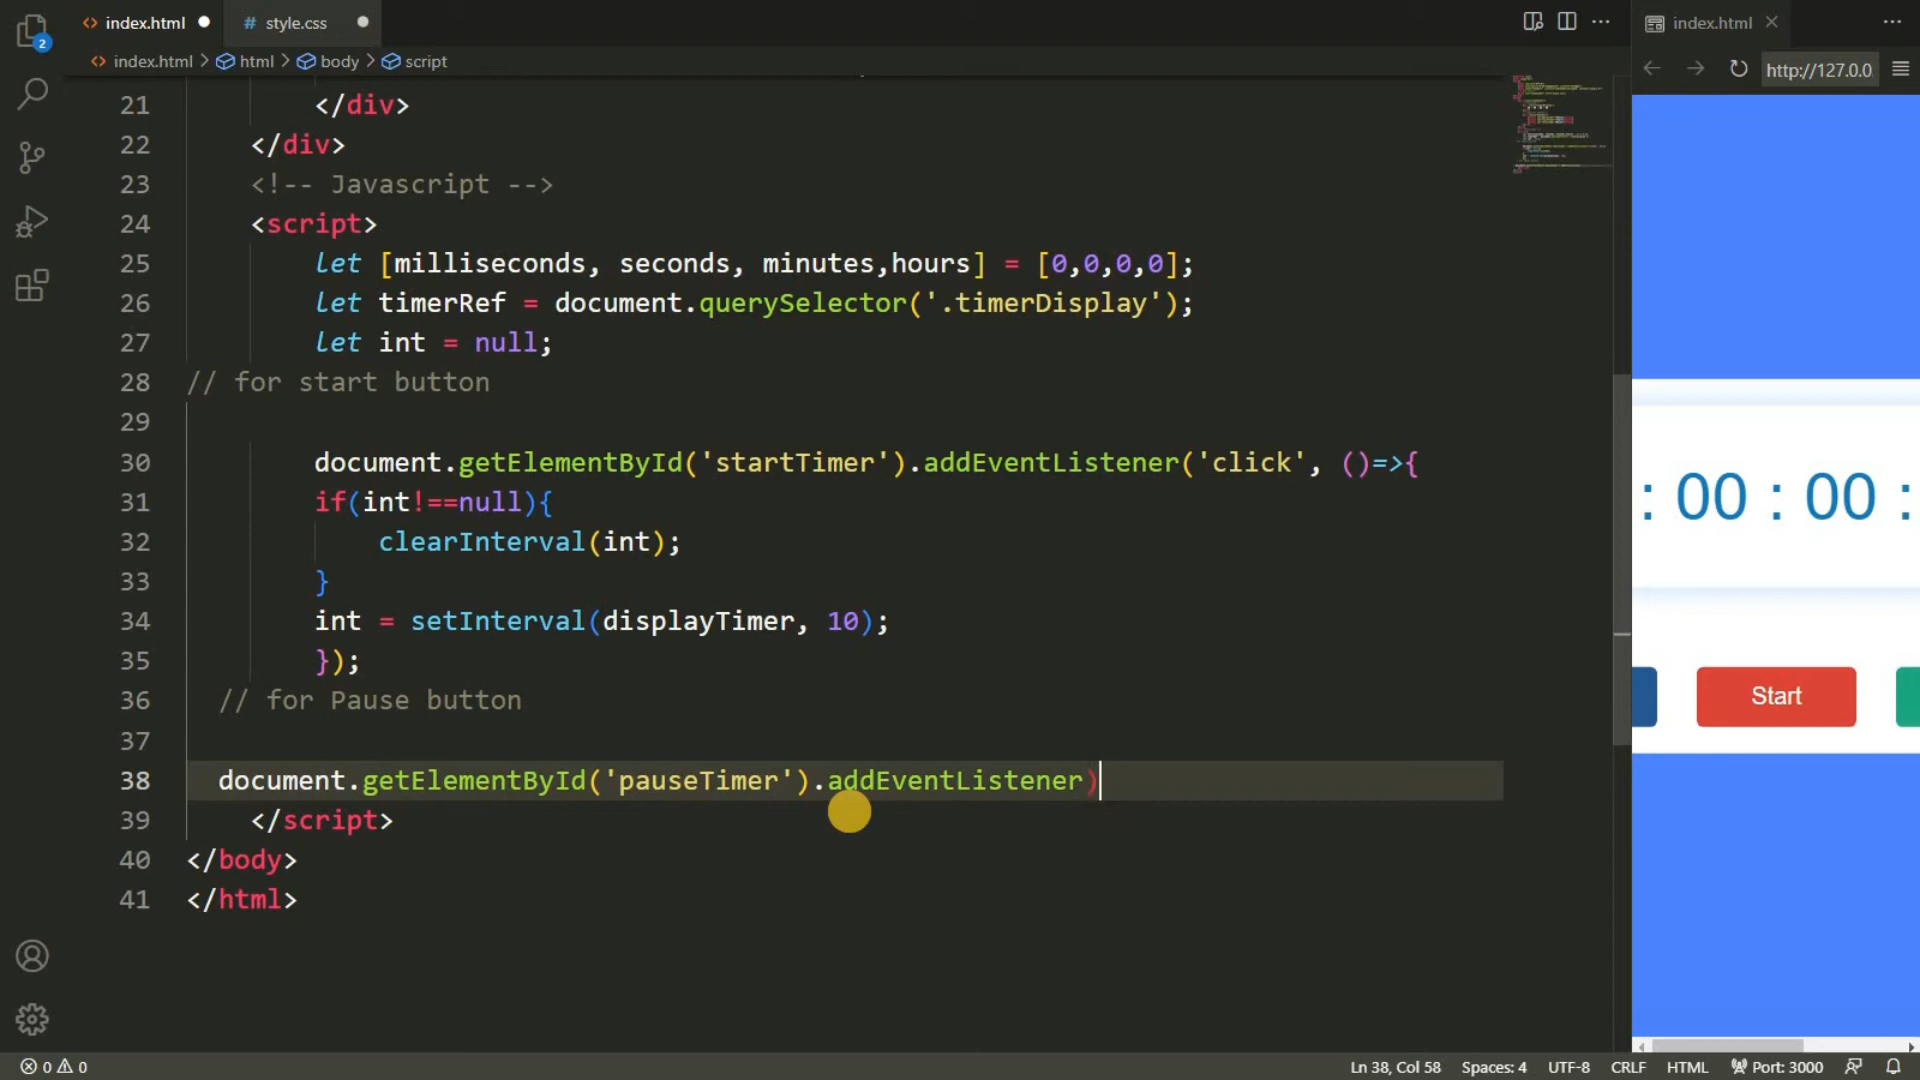 index.html
# style.css
index.html
2
index.html > html > body > script
http://127.0.0
21 </div>
22 </div>
23 <!-- Javascript -->
24 <script>
25 let [milliseconds, seconds, minutes,hours] = [0,0,0,0];
26 let timerRef = document.querySelector('.timerDisplay');
27 let int = null;
28 // for start button
29
30 document.getElementById('startTimer').addEventListener('click', ()=>{
31 if(int!==null){
32 clearInterval(int);
33 }
34 int = setInterval(displayTimer, 10);
35 });
36 // for Pause button
37
38 document.getElementById('pauseTimer').addEventListener)
39 </script>
40 </body>
41 </html>
: 00 : 00 :
Start
0 0
Ln 38, Col 58 Spaces: 4 UTF-8 CRLF HTML Port: 3000